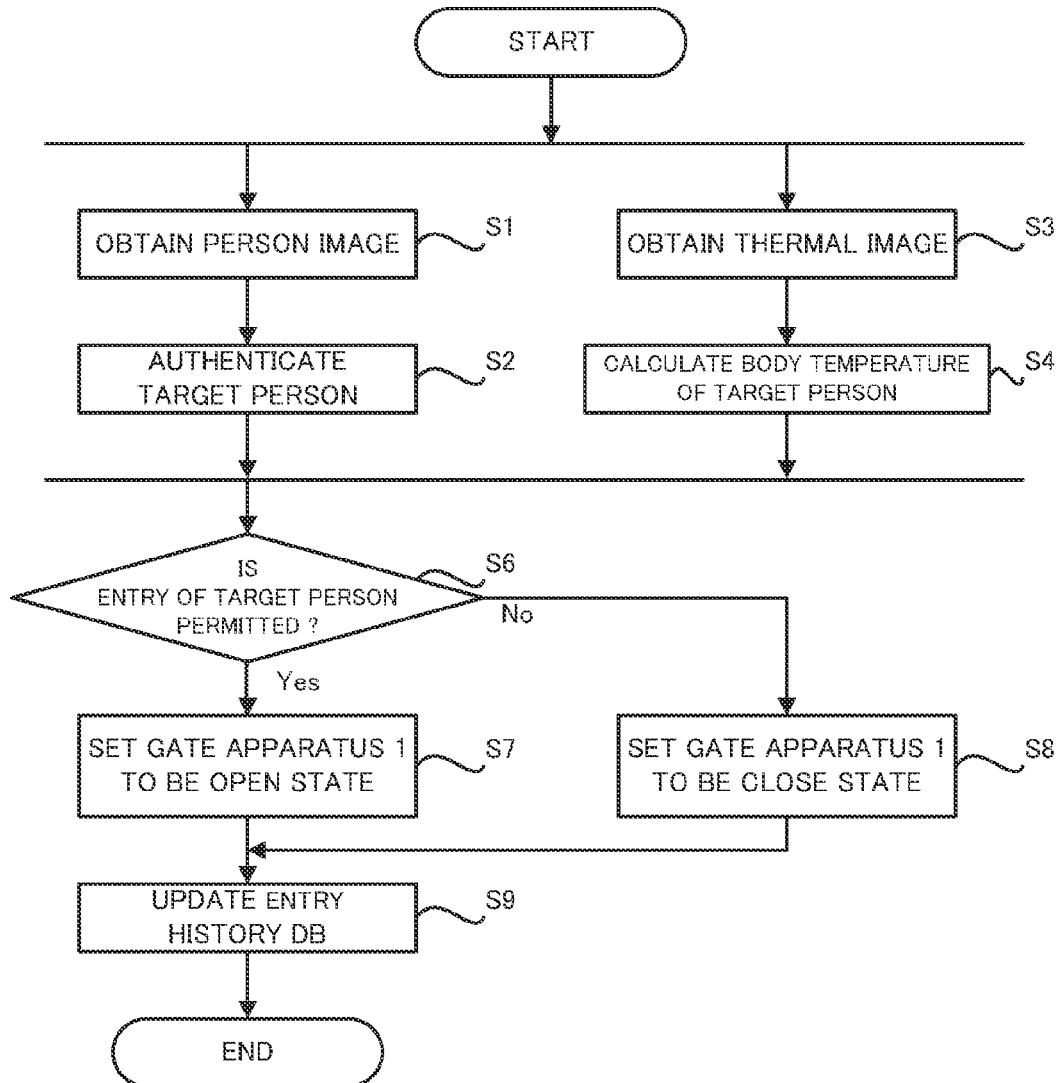 START
OBTAIN PERSON IMAGE
S1
OBTAIN THERMAL IMAGE
S3
AUTHENTICATE
TARGET PERSON
S2
CALCULATE BODY TEMPERATURE
OF TARGET PERSON
S4
IS
ENTRY OF TARGET PERSON
PERMITTED ?
S6
No
Yes
SET GATE APPARATUS 1
TO BE OPEN STATE
S7
SET GATE APPARATUS 1
TO BE CLOSE STATE
S8
UPDATE ENTRY
HISTORY DB
S9
END